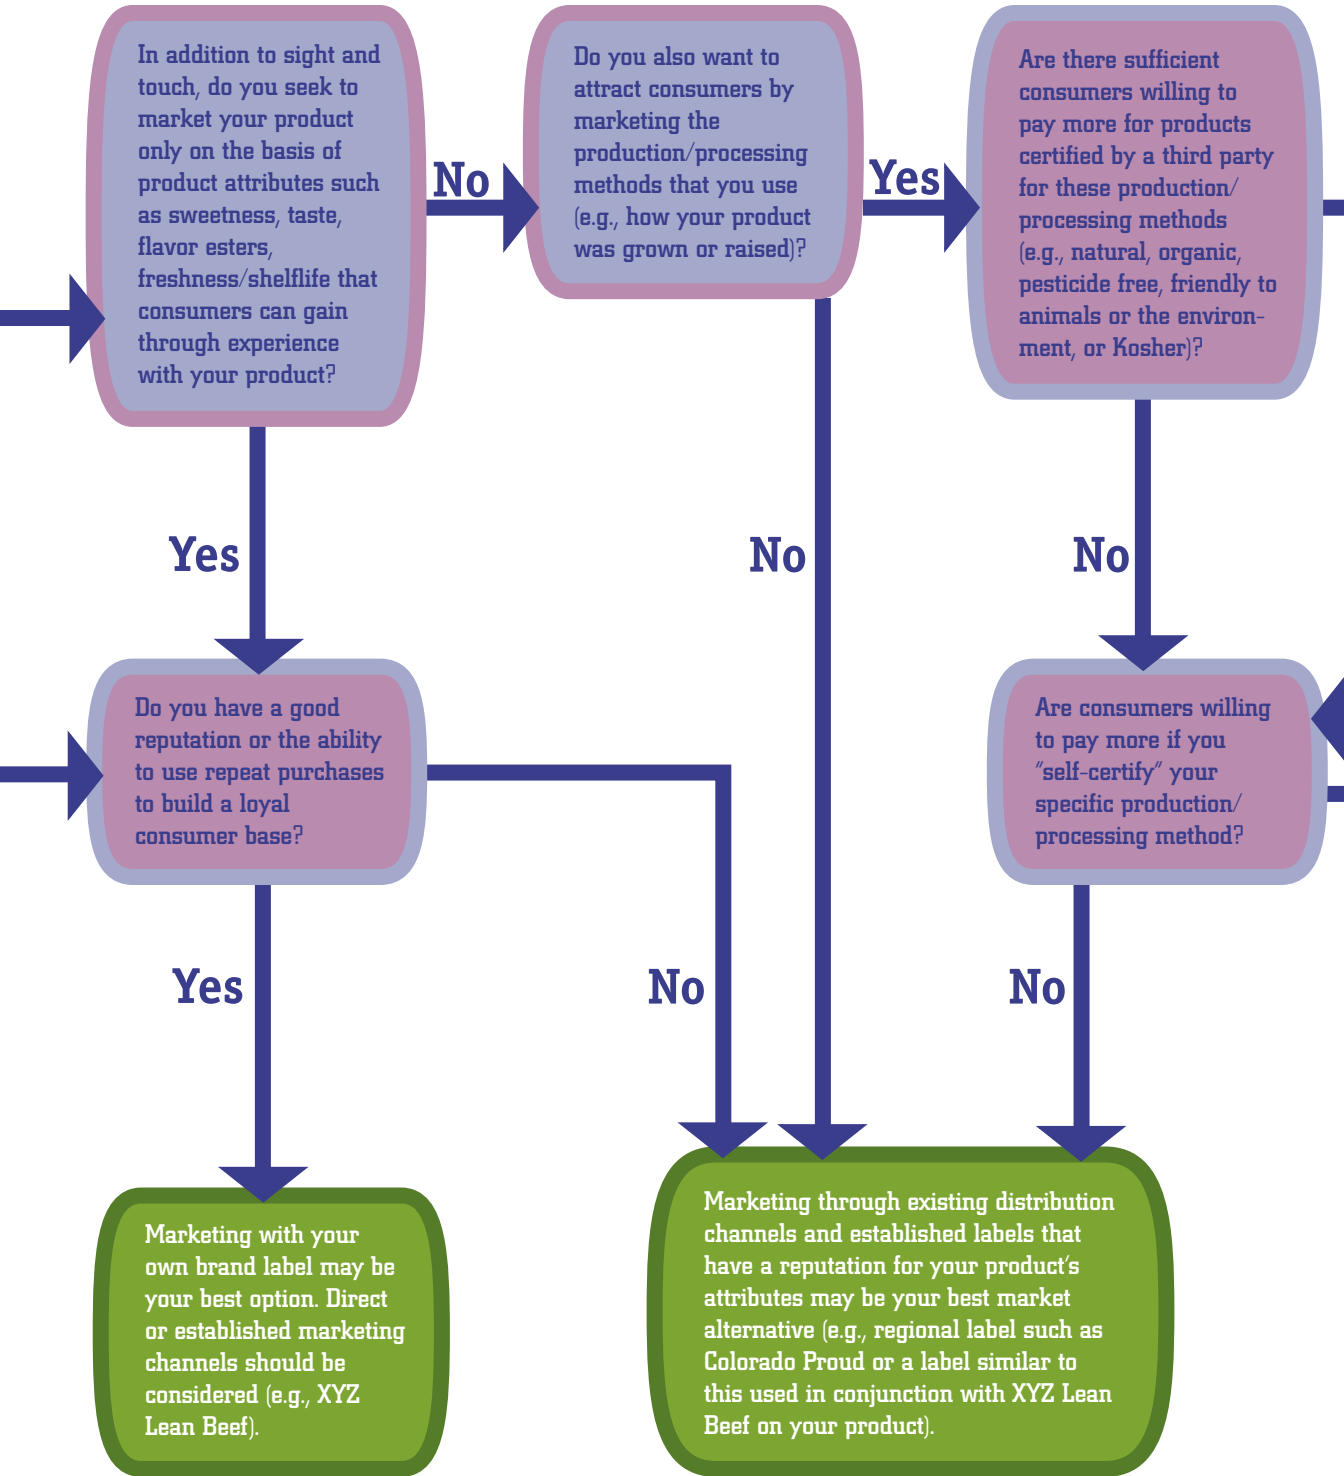 In addition to sight and
touch, do you seek to
market your product
only on the basis of
product attributes such
as sweetness, taste,
flavor esters,
freshness/shelflife that
consumers can gain
through experience
with your product?
No
Do you also want to
attract consumers by
marketing the
production/processing
methods that you use
(e.g., how your product
was grown or raised)?
Yes
Are there sufficient
consumers willing to
pay more for products
certified by a third party
for these production/
processing methods
(e.g., natural, organic,
pesticide free, friendly to
animals or the environ-
ment, or Kosher)?
Yes
No
No
Do you have a good
reputation or the ability
to use repeat purchases
to build a loyal
consumer base?
Are consumers willing
to pay more if you
"self-certify" your
specific production/
processing method?
Yes
No
No
Marketing with your
own brand label may be
your best option. Direct
or established marketing
channels should be
considered (e.g., XYZ
Lean Beef).
Marketing through existing distribution
channels and established labels that
have a reputation for your product's
attributes may be your best market
alternative (e.g., regional label such as
Colorado Proud or a label similar to
this used in conjunction with XYZ Lean
Beef on your product).